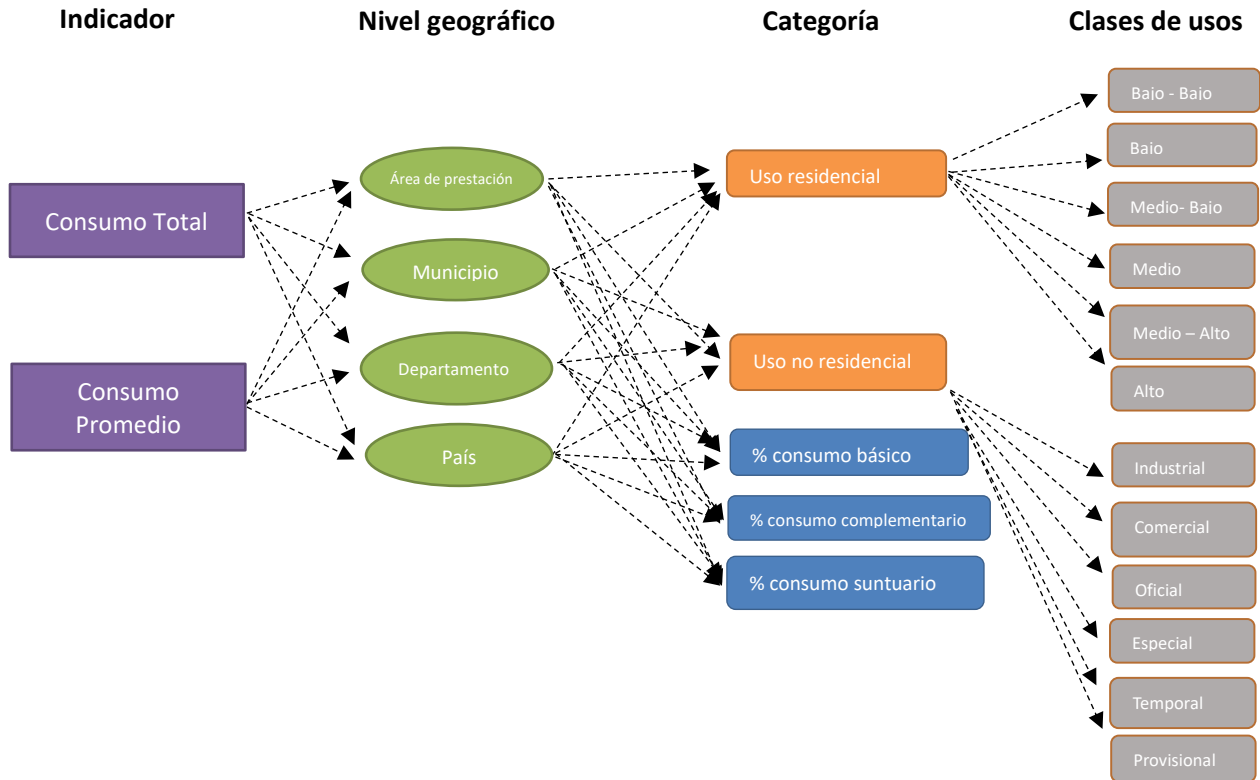 Indicador
Nivel geográfico
Categoría
Clases de usos
Consumo Total
Consumo
Promedio
Área de prestación
Municipio
Departamento
País
Uso residencial
Uso no residencial
% consumo básico
% consumo complementario
% consumo suntuario
Bajo - Bajo
Baio
Medio- Bajo
Medio
Medio – Alto
Alto
Industrial
Comercial
Oficial
Especial
Temporal
Provisional